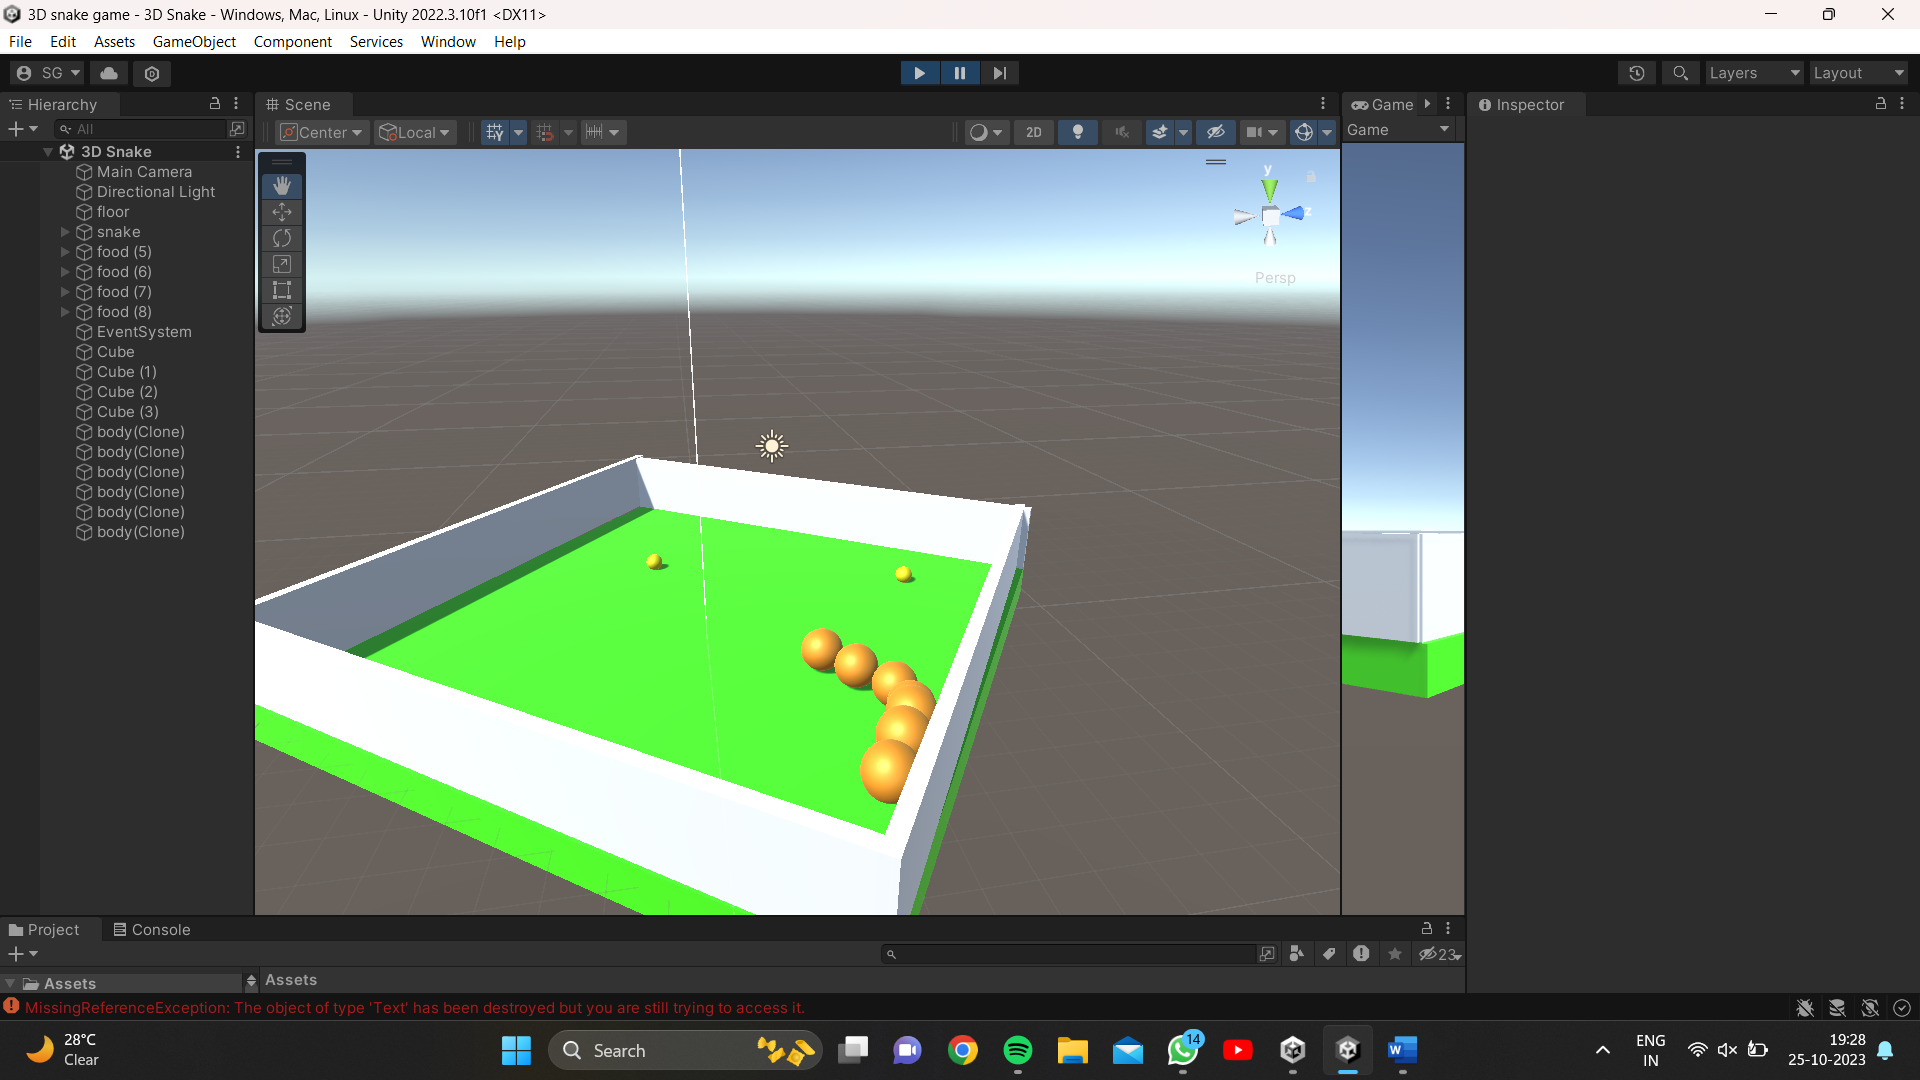 3D snake game - 3D Snake - Windows, Mac, Linux - Unity 2022.3.10f1 <DX11>
File Edit Assets GameObject Component Services Window Help
SG Layers Layout
Hierarchy Scene Game Inspector
All Center Local 2D Game
3D Snake
Main Camera
Directional Light
floor
snake
food (5)
food (6)
food (7)
food (8)
EventSystem
Cube
Cube (1)
Cube (2)
Cube (3)
body(Clone)
body(Clone)
body(Clone)
body(Clone)
body(Clone)
body(Clone)
y
z
Persp
Project Console
23
Assets Assets
MissingReferenceException: The object of type 'Text' has been destroyed but you are still trying to access it.
28°C
Clear
Search
14
W
ENG
IN
19:28
25-10-2023